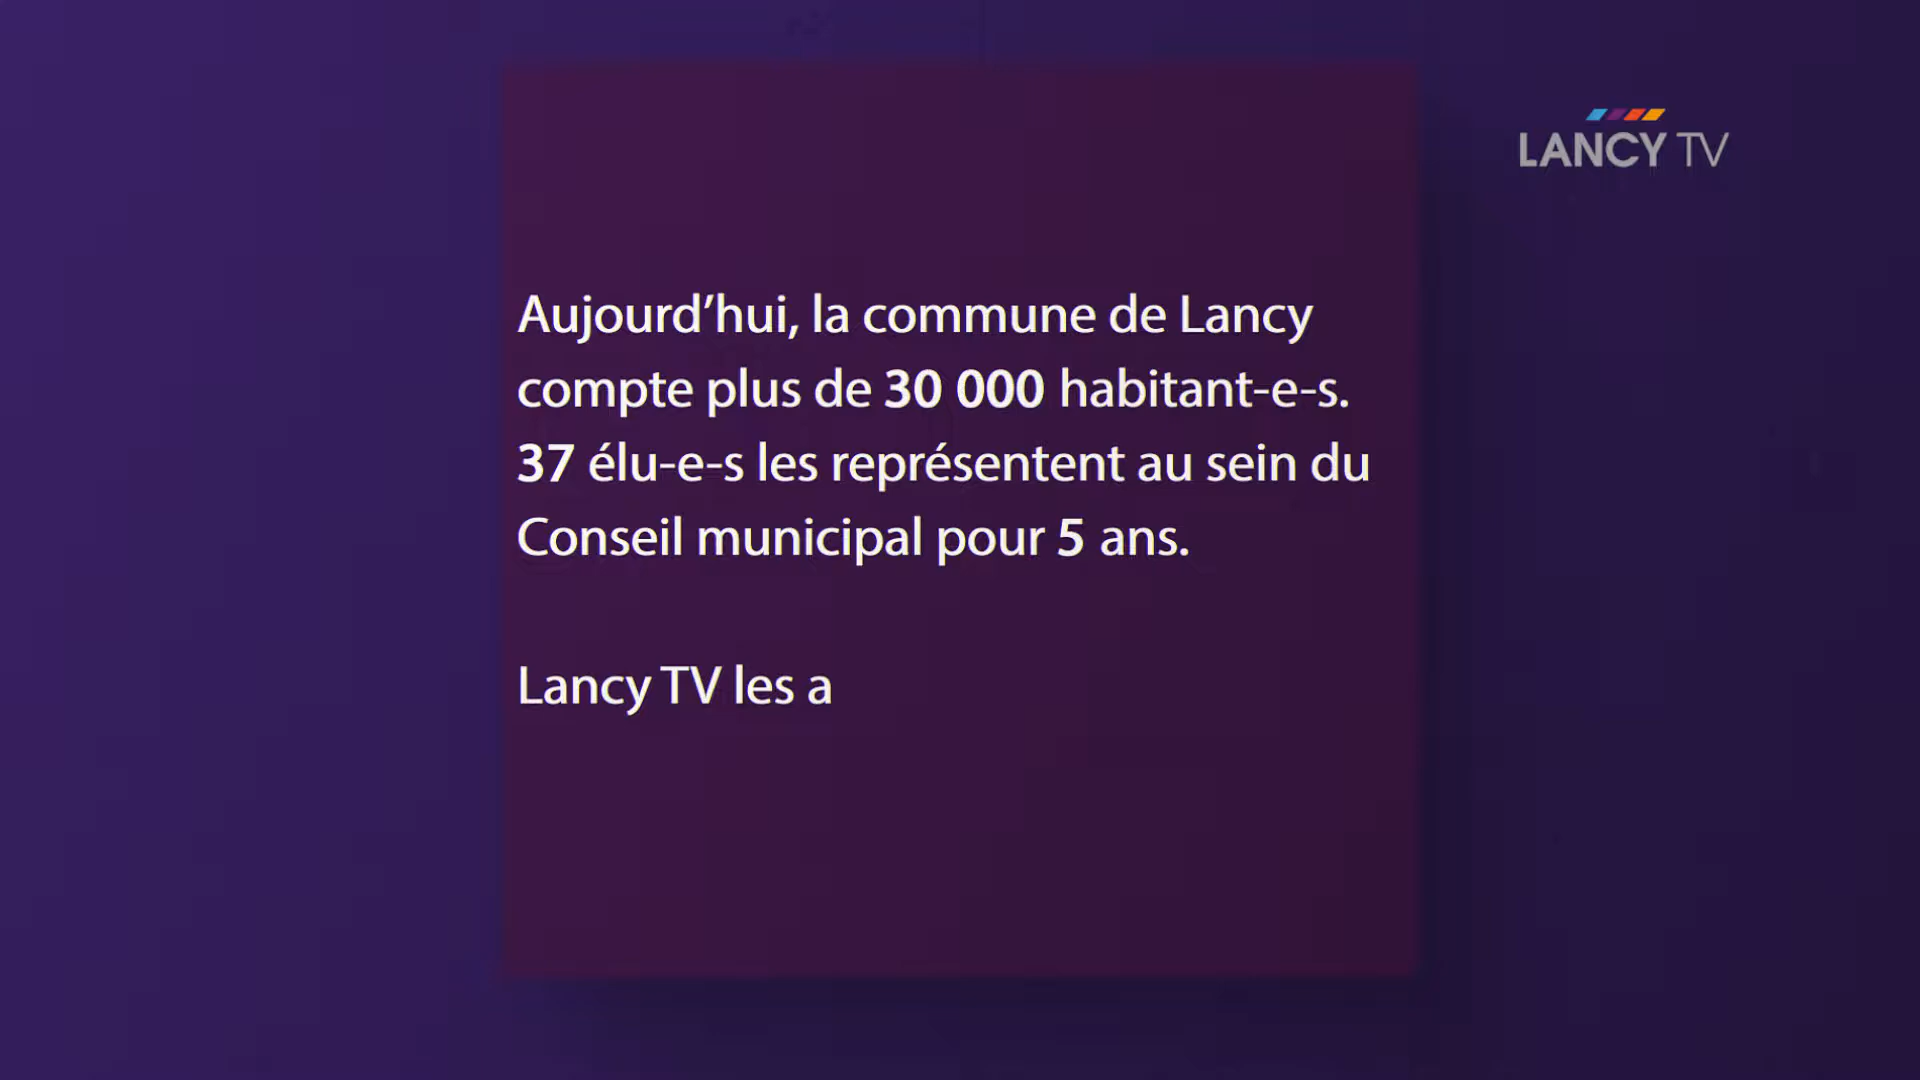 LANCY TV
Aujourd’hui, la commune de Lancy
compte plus de 30 000 habitant-e-s.
37 élu-e-s les représentent au sein du
Conseil municipal pour 5 ans.
Lancy TV les a